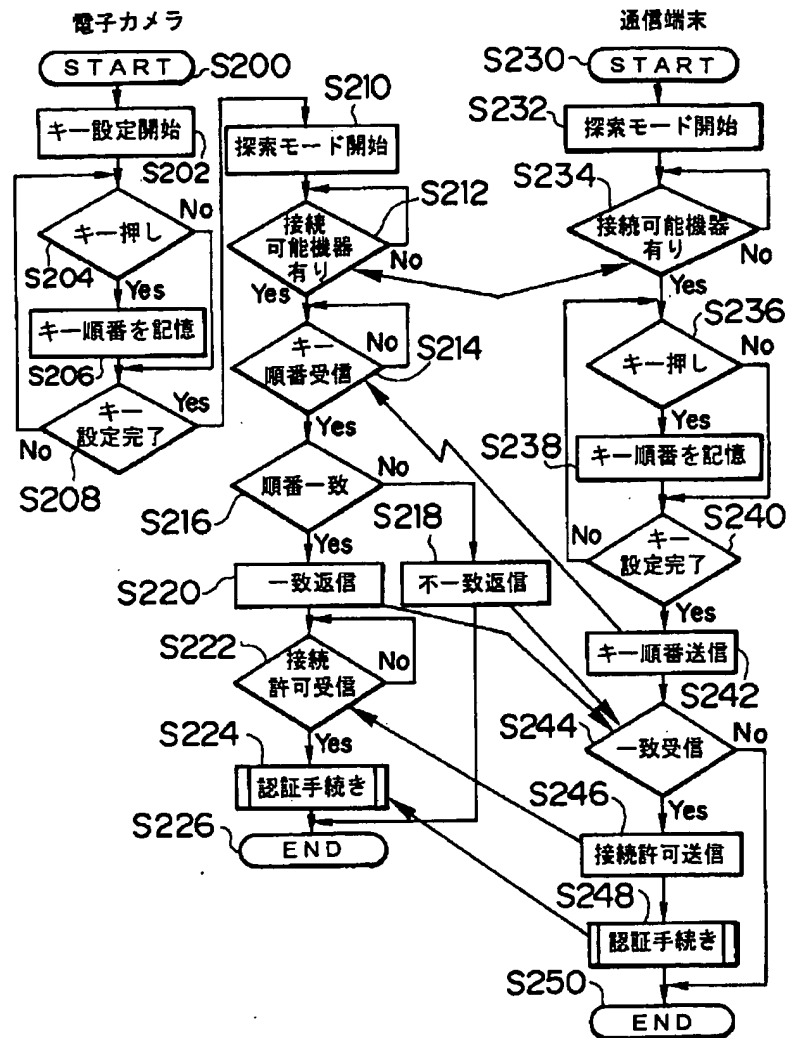 電子カメラ
START
S200
キー設定開始
S202
キー押し
No
S204
Yes
キー順番を記憶
S206
キー
設定完了
Yes
No
S208
S210
探索モード開始
S212
接続
可能機器
有り
No
Yes
キー
順番受信
No
S214
Yes
順番一致
No
S216
Yes
S218
S220
一致返信
不一致返信
S222
接続
許可受信
No
S224
Yes
認証手続き
S226
END
通信端末
S230
START
S232
探索モード開始
S234
接続可能機器
有り
No
Yes
S236
キー押し
No
Yes
S238
キー順番を記憶
S240
No
キー
設定完了
Yes
キー順番送信
S242
S244
一致受信
No
S246
Yes
接続許可送信
S248
認証手続き
S250
END